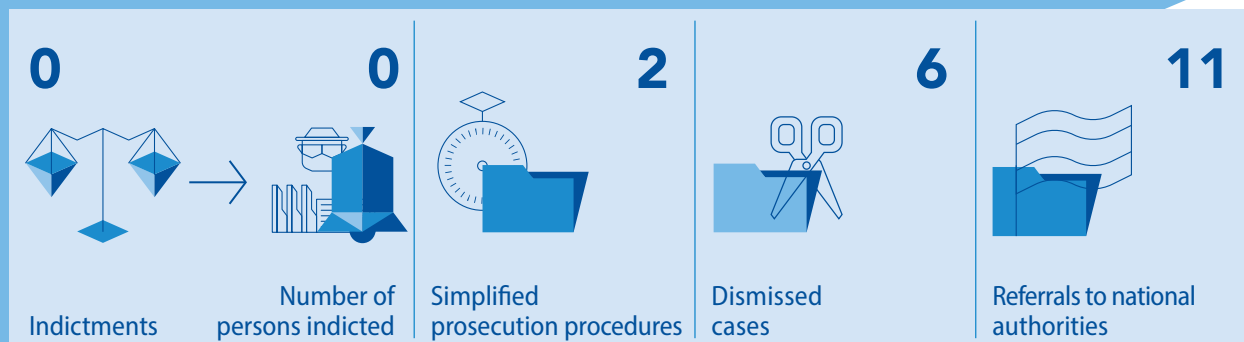 0
0
Indictments
Number of
persons indicted
2
Simplified
prosecution procedures
6
Dismissed
cases
11
Referrals to national
authorities